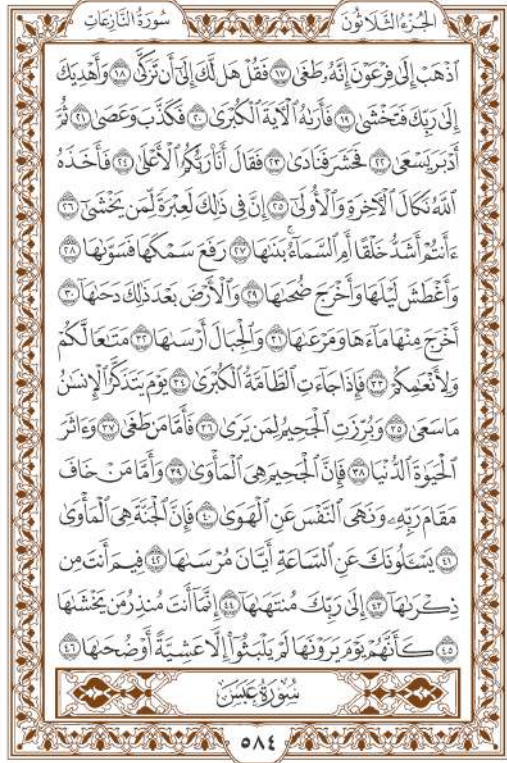 سُورَةُ النَّازِعَاتِ
الجُزْءُ الثَّلَاثُونَ
ٱذۡهَبۡ إِلَىٰ فِرۡعَوۡنَ إِنَّهُۥ طَغَىٰ ١٧ فَقُلۡ هَل لَّكَ إِلَىٰٓ أَن تَزَكَّىٰ ١٨ وَأَهۡدِيَكَ
إِلَىٰ رَبِّكَ فَتَخۡشَىٰ ١٩ فَأَرَىٰهُ ٱلۡأٓيَةَ ٱلۡكُبۡرَىٰ ٢٠ فَكَذَّبَ وَعَصَىٰ ٢١ ثُمَّ
أَدۡبَرَ يَسۡعَىٰ ٢٢ فَحَشَرَ فَنَادَىٰ ٢٣ فَقَالَ أَنَا۠ رَبُّكُمُ ٱلۡأَعۡلَىٰ ٢٤ فَأَخَذَهُ
ٱللَّهُ نَكَالَ ٱلۡأٓخِرَةِ وَٱلۡأُولَىٰٓ ٢٥ إِنَّ فِي ذَٰلِكَ لَعِبۡرَةٗ لِّمَن يَخۡشَىٰٓ ٢٦
ءَأَنتُمۡ أَشَدُّ خَلۡقًا أَمِ ٱلسَّمَآءُۚ بَنَىٰهَا ٢٧ رَفَعَ سَمۡكَهَا فَسَوَّىٰهَا ٢٨
وَأَغۡطَشَ لَيۡلَهَا وَأَخۡرَجَ ضُحَىٰهَا ٢٩ وَٱلۡأَرۡضَ بَعۡدَ ذَٰلِكَ دَحَىٰهَآ ٣٠
أَخۡرَجَ مِنۡهَا مَآءَهَا وَمَرۡعَىٰهَا ٣١ وَٱلۡجِبَالَ أَرۡسَىٰهَا ٣٢ مَتَٰعٗا لَّكُمۡ
وَلِأَنۡعَٰمِكُمۡ ٣٣ فَإِذَا جَآءَتِ ٱلطَّآمَّةُ ٱلۡكُبۡرَىٰ ٣٤ يَوۡمَ يَتَذَكَّرُ ٱلۡإِنسَٰنُ
مَا سَعَىٰ ٣٥ وَبُرِّزَتِ ٱلۡجَحِيمُ لِمَن يَرَىٰ ٣٦ فَأَمَّا مَن طَغَىٰ ٣٧ وَءَاثَرَ
ٱلۡحَيَوٰةَ ٱلدُّنۡيَا ٣٨ فَإِنَّ ٱلۡجَحِيمَ هِيَ ٱلۡمَأۡوَىٰ ٣٩ وَأَمَّا مَنۡ خَافَ
مَقَامَ رَبِّهِۦ وَنَهَى ٱلنَّفۡسَ عَنِ ٱلۡهَوَىٰ ٤٠ فَإِنَّ ٱلۡجَنَّةَ هِيَ ٱلۡمَأۡوَىٰ
٤١ يَسۡـَٔلُونَكَ عَنِ ٱلسَّاعَةِ أَيَّانَ مُرۡسَىٰهَا ٤٢ فِيمَ أَنتَ مِن
ذِكۡرَىٰهَآ ٤٣ إِلَىٰ رَبِّكَ مُنتَهَىٰهَآ ٤٤ إِنَّمَآ أَنتَ مُنذِرُ مَن يَخۡشَىٰهَا
٤٥ كَأَنَّهُمۡ يَوۡمَ يَرَوۡنَهَا لَمۡ يَلۡبَثُوٓاْ إِلَّا عَشِيَّةً أَوۡ ضُحَىٰهَا ٤٦
سُورَةُ عَبَسَ
٥٨٤